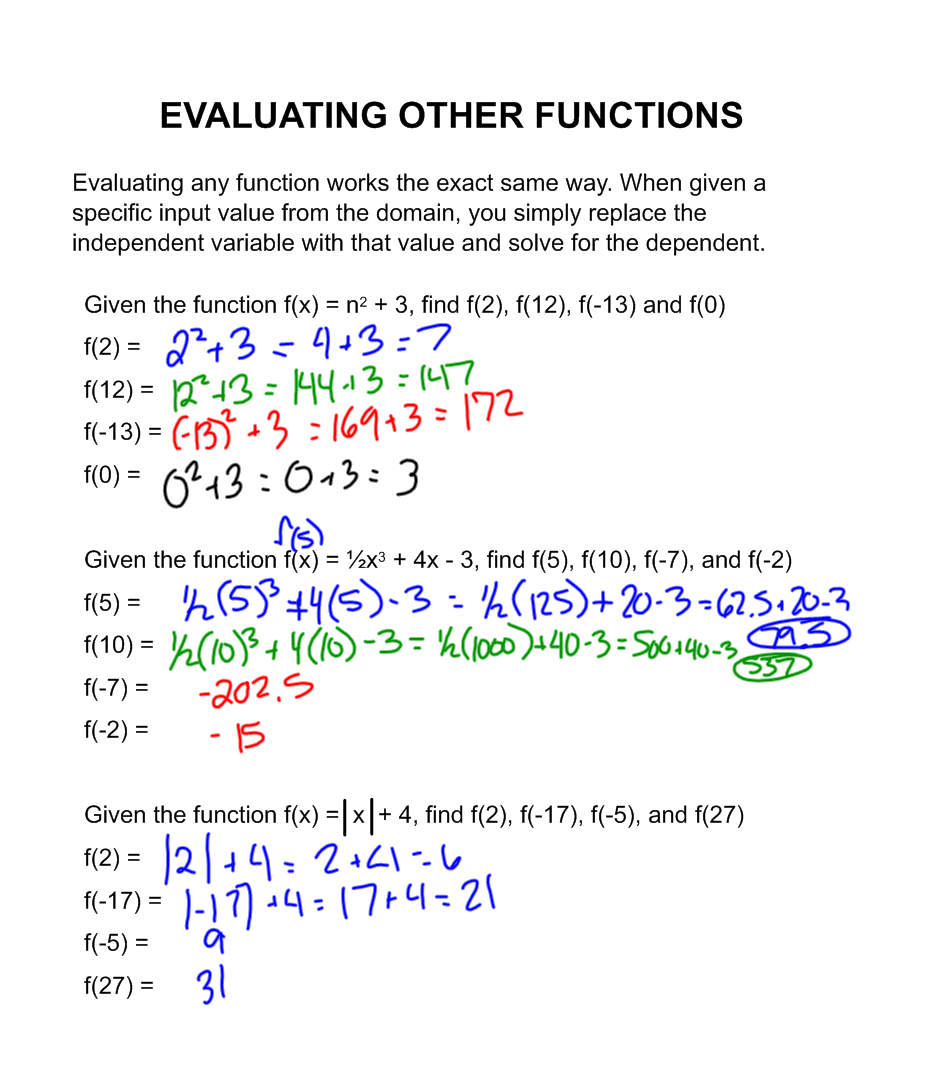 EVALUATING OTHER FUNCTIONS
Evaluating any function works the exact same way. When given a
specific input value from the domain, you simply replace the
independent variable with that value and solve for the dependent.
Given the function f(x) = n² + 3, find f(2), f(12), f(-13) and f(0)
f(2) = 2² + 3 = 4 + 3 = 7
f(12) = 12² + 3 = 144 + 3 = 147
f(-13) = (-13)² + 3 = 169 + 3 = 172
f(0) = 0² + 3 = 0 + 3 = 3
f(5)
Given the function f(x) = ½x³ + 4x - 3, find f(5), f(10), f(-7), and f(-2)
f(5) = ½(5)³ + 4(5) - 3 = ½(125) + 20 - 3 = 62.5 + 20 - 3
79.5
f(10) = ½(10)³ + 4(10) - 3 = ½(1000) + 40 - 3 = 500 + 40 - 3
537
f(-7) = -202.5
f(-2) = -15
Given the function f(x) = |x| + 4, find f(2), f(-17), f(-5), and f(27)
f(2) = |2| + 4 = 2 + 4 = 6
f(-17) = |-17| + 4 = 17 + 4 = 21
f(-5) = 9
f(27) = 31